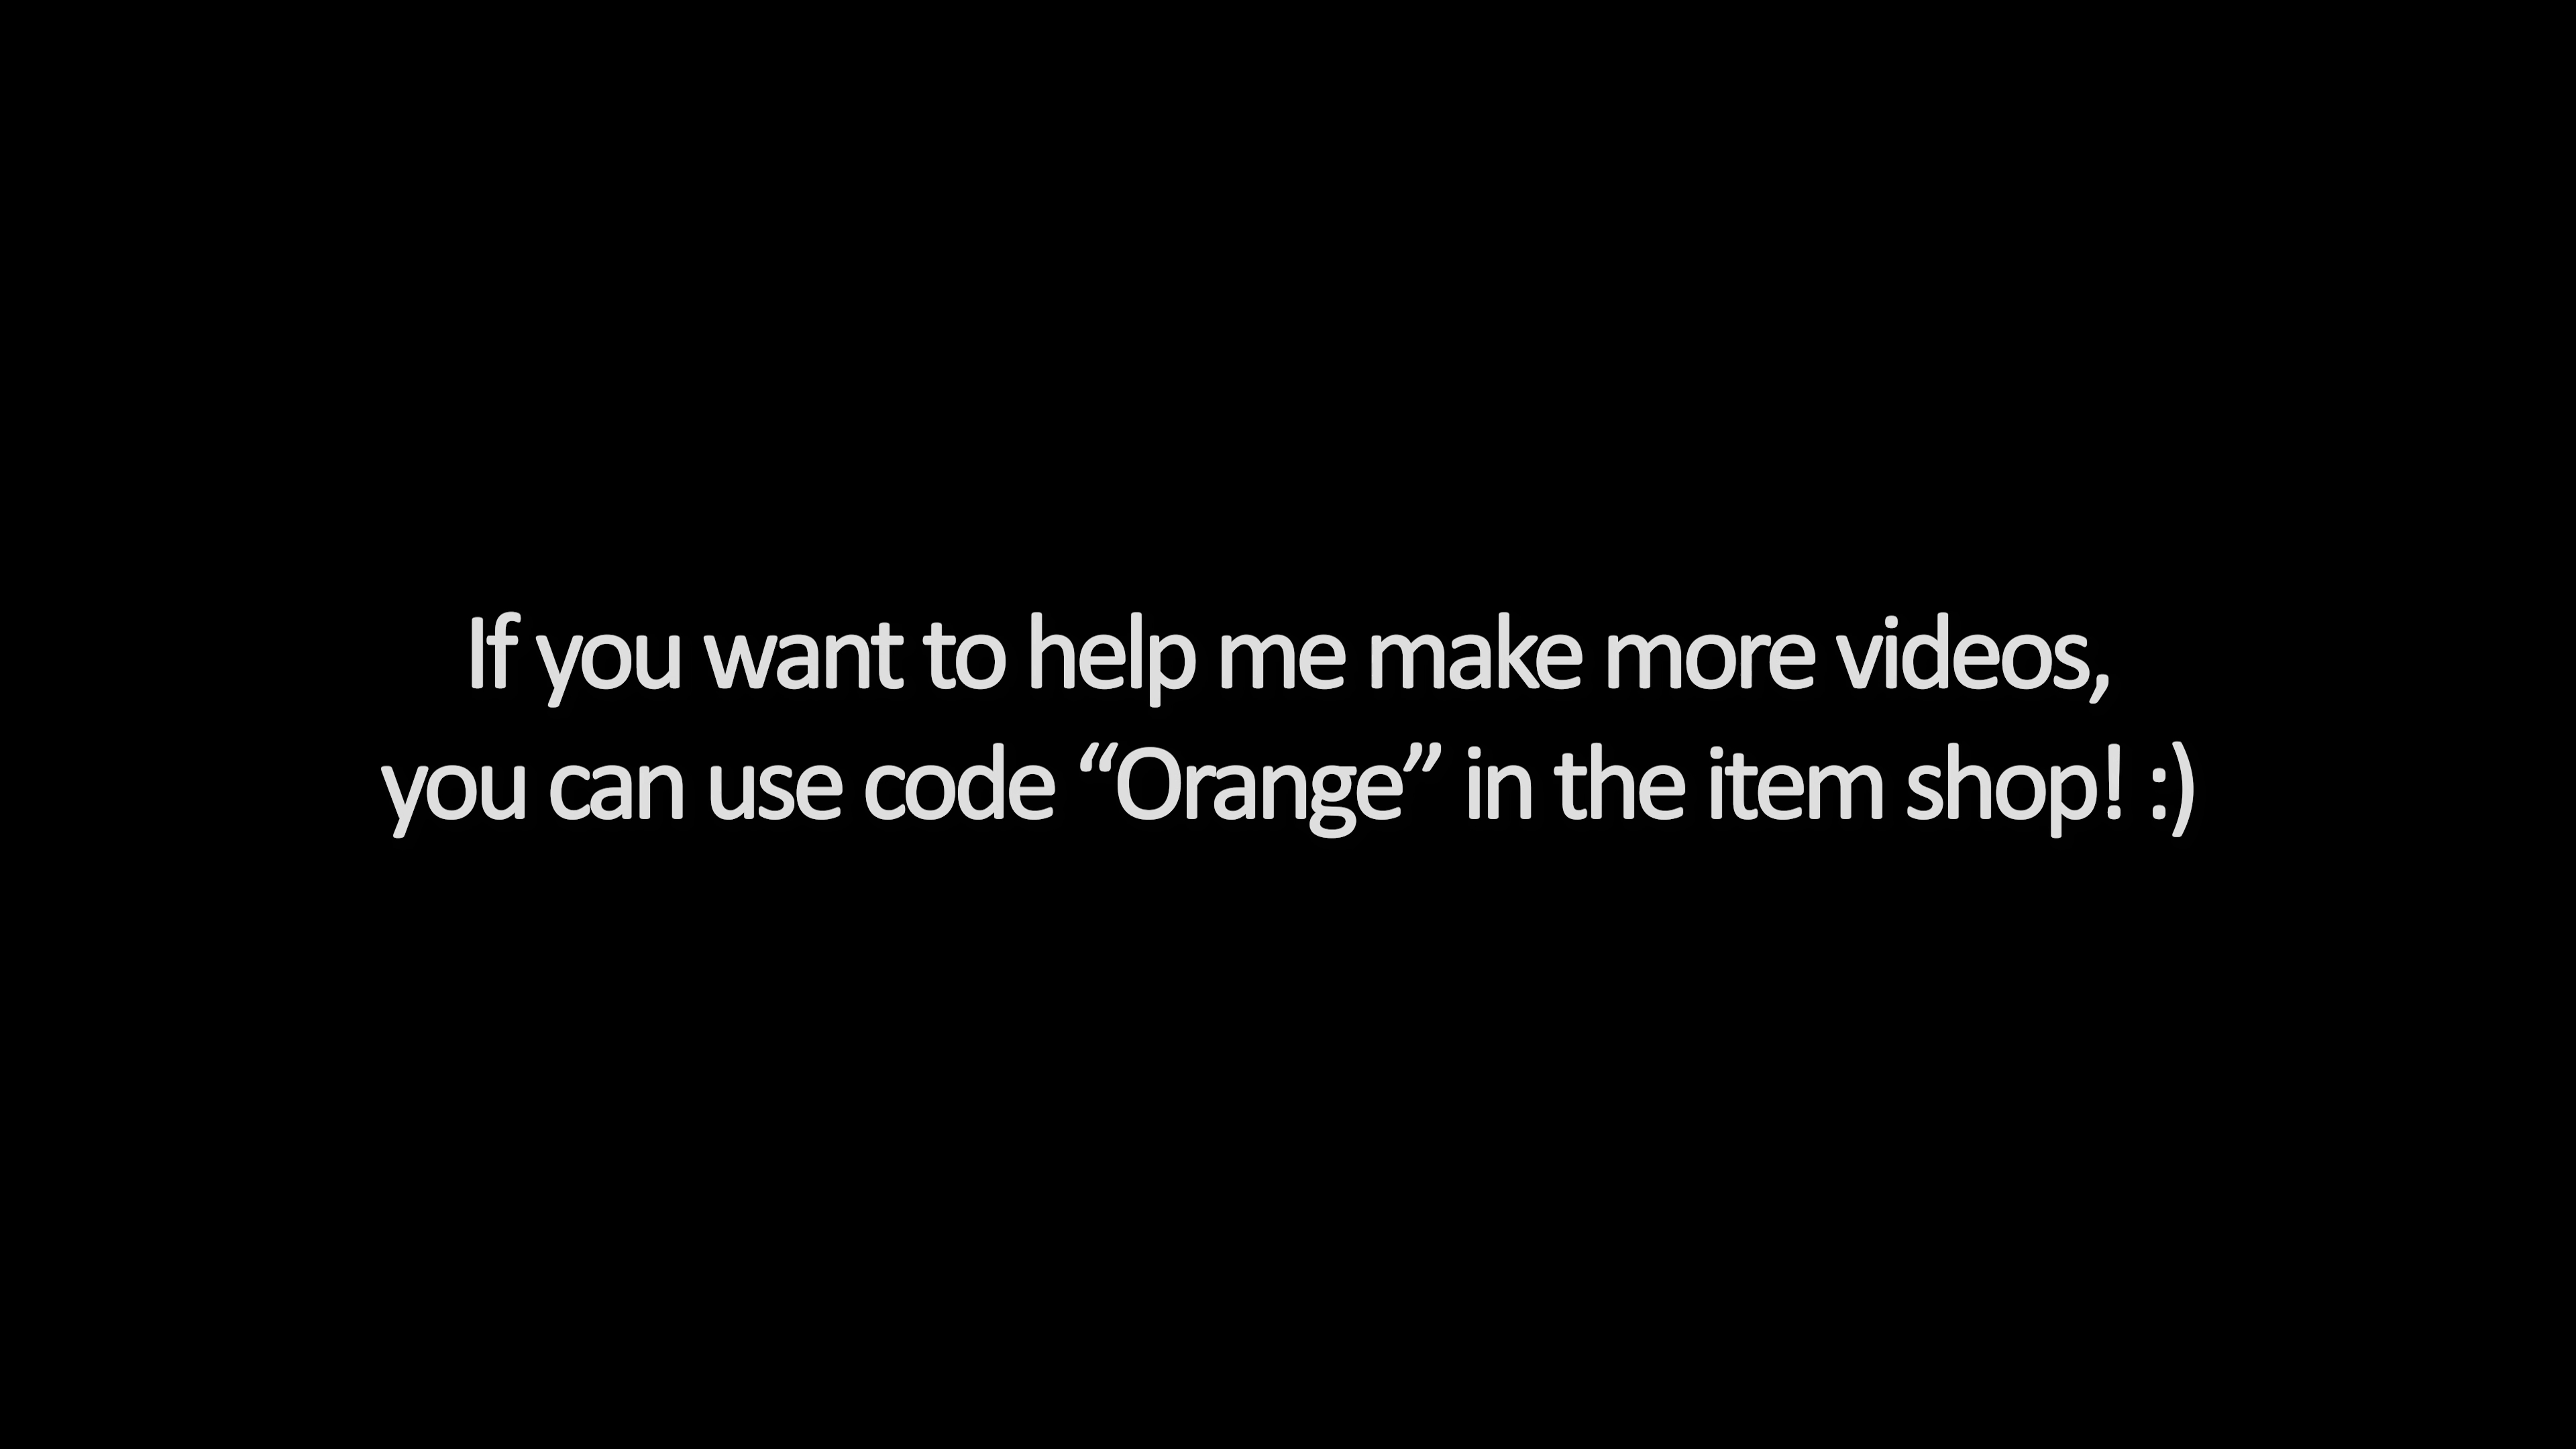 If you want to help me make more videos,
you can use code “Orange” in the item shop! :)